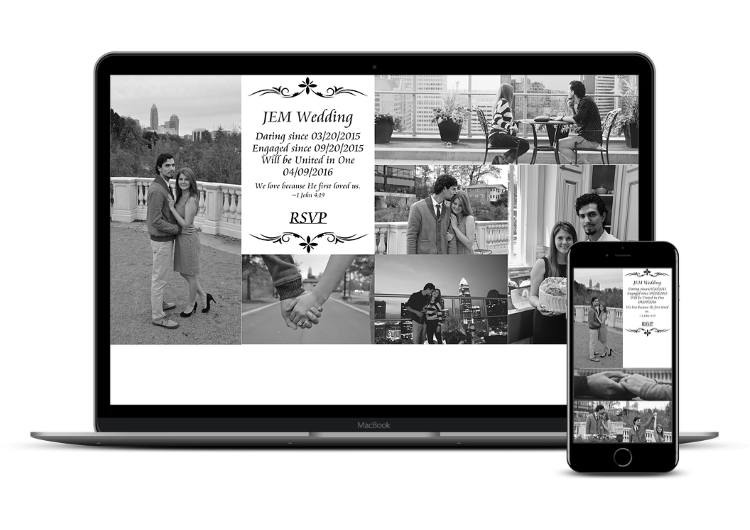 JEM Wedding
Dating since 03/20/2015
Engaged since 09/20/2015
Will be United in One
04/09/2016
We love because He first loved us.
~1 John 4:19
RSVP
MacBook
JEM Wedding
Dating since 03/20/2015
Engaged since 09/20/2015
Will be United in One
04/09/2016
We love because He first loved
us.
~1 John 4:19
RSVP